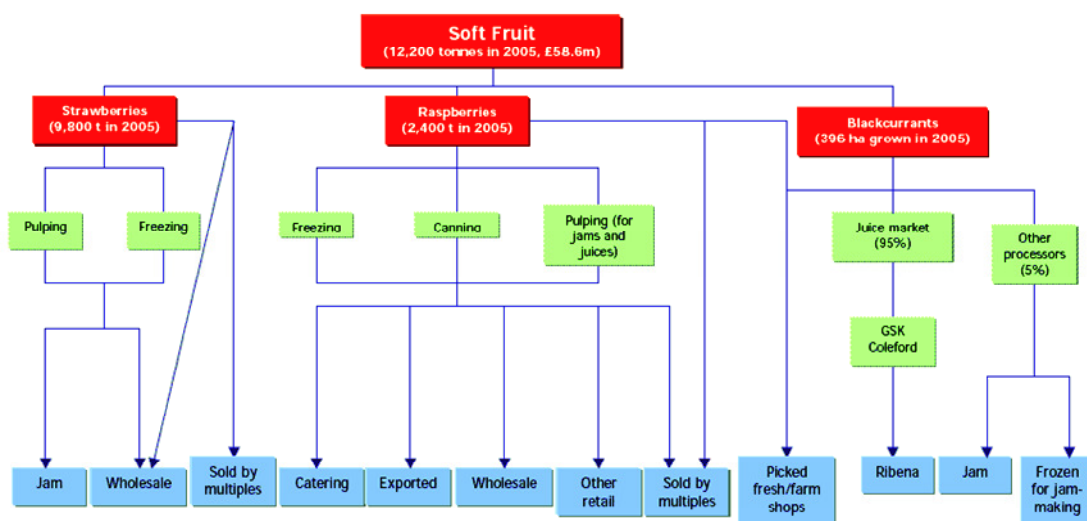 Soft Fruit
(12,200 tonnes in 2005, £58.6m)
Strawberries
(9,800 t in 2005)
Raspberries
(2,400 t in 2005)
Blackcurrants
(396 ha grown in 2005)
Pulping
Freezing
Freezing
Canning
Pulping (for
jams and
juices)
Juice market
(95%)
Other
processors
(5%)
GSK
Coleford
Jam
Wholesale
Sold by
multiples
Catering
Exported
Wholesale
Other
retail
Sold by
multiples
Picked
fresh/farm
shops
Ribena
Jam
Frozen
for jam-
making